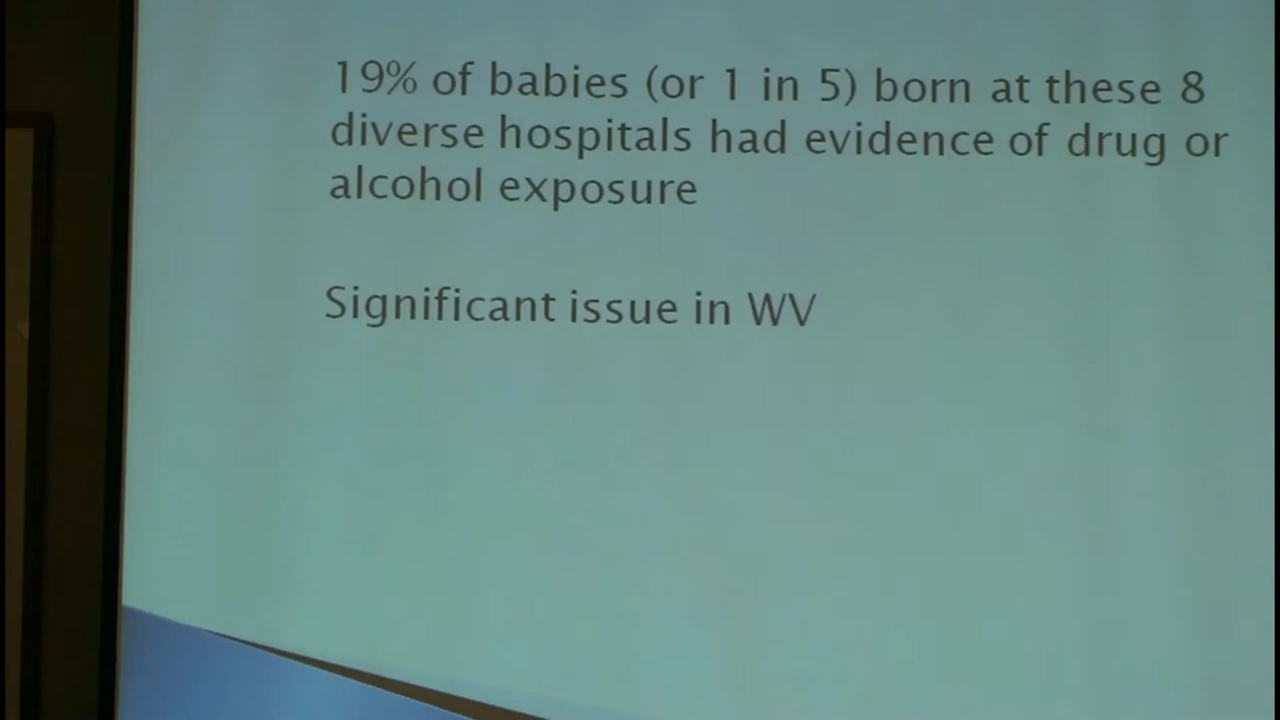 19% of babies (or 1 in 5) born at these 8
diverse hospitals had evidence of drug or
alcohol exposure
Significant issue in WV